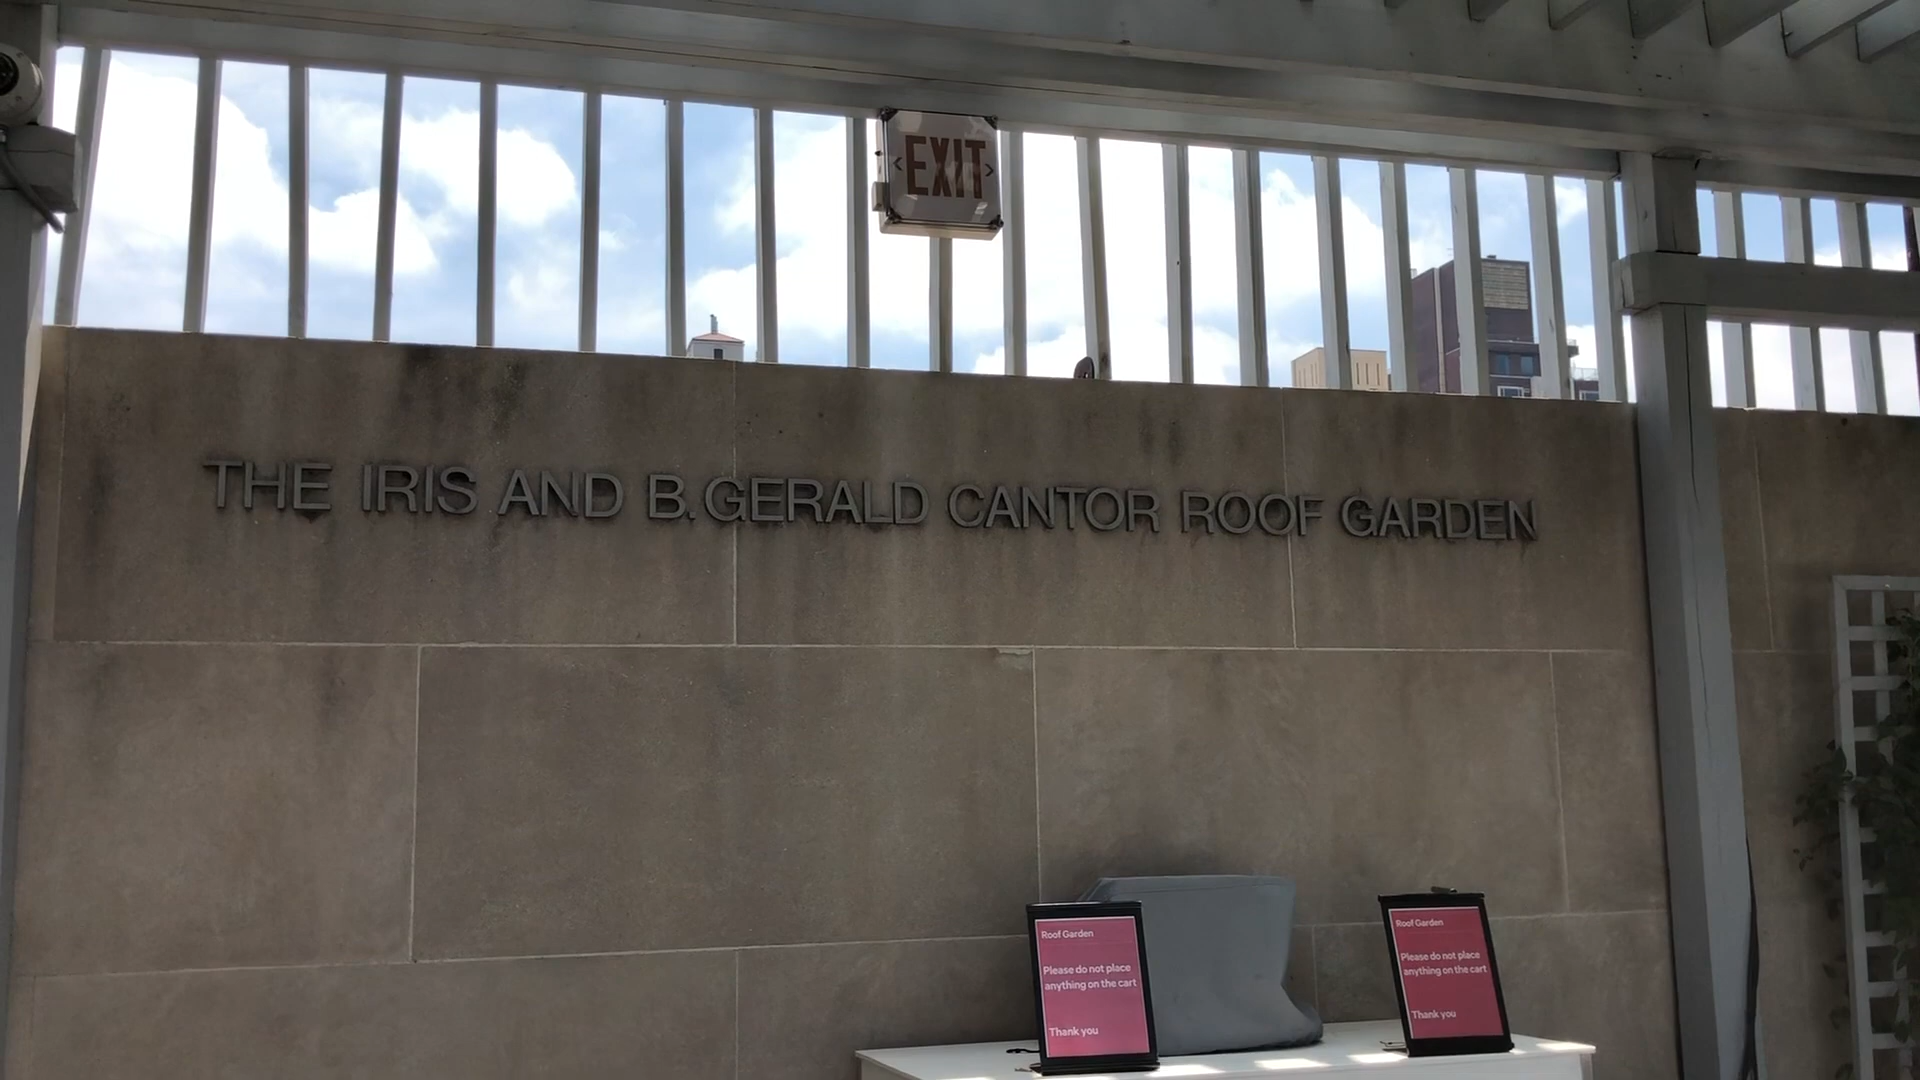 <EXIT>
THE IRIS AND B.GERALD CANTOR ROOF GARDEN
Roof Garden
Please do not place
anything on the cart
Thank you
Roof Garden
Please do not place
anything on the cart
Thank you